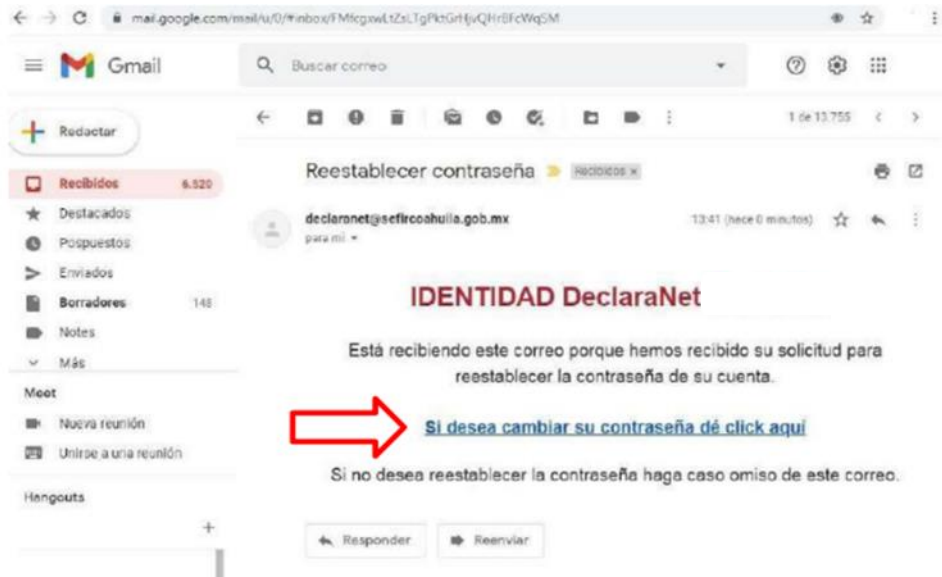 mail.google.com/mail/u/0/#inbox/FMfcgxwLtZsLTgPktGrHjvQHrBFcWqSM
Gmail
Buscar correo
Redactar
1 de 13.755
Recibidos 6.520
Destacados
Pospuestos
Enviados
Borradores 148
Notes
Más
Meet
Nueva reunión
Unirse a una reunión
Hangouts
Reestablecer contraseña Recibidos x
declaranet@sefircoahuila.gob.mx 13:41 (hace 0 minutos)
para mí
IDENTIDAD DeclaraNet
Está recibiendo este correo porque hemos recibido su solicitud para
reestablecer la contraseña de su cuenta.
Si desea cambiar su contraseña dé click aquí
Si no desea reestablecer la contraseña haga caso omiso de este correo.
Responder Reenviar